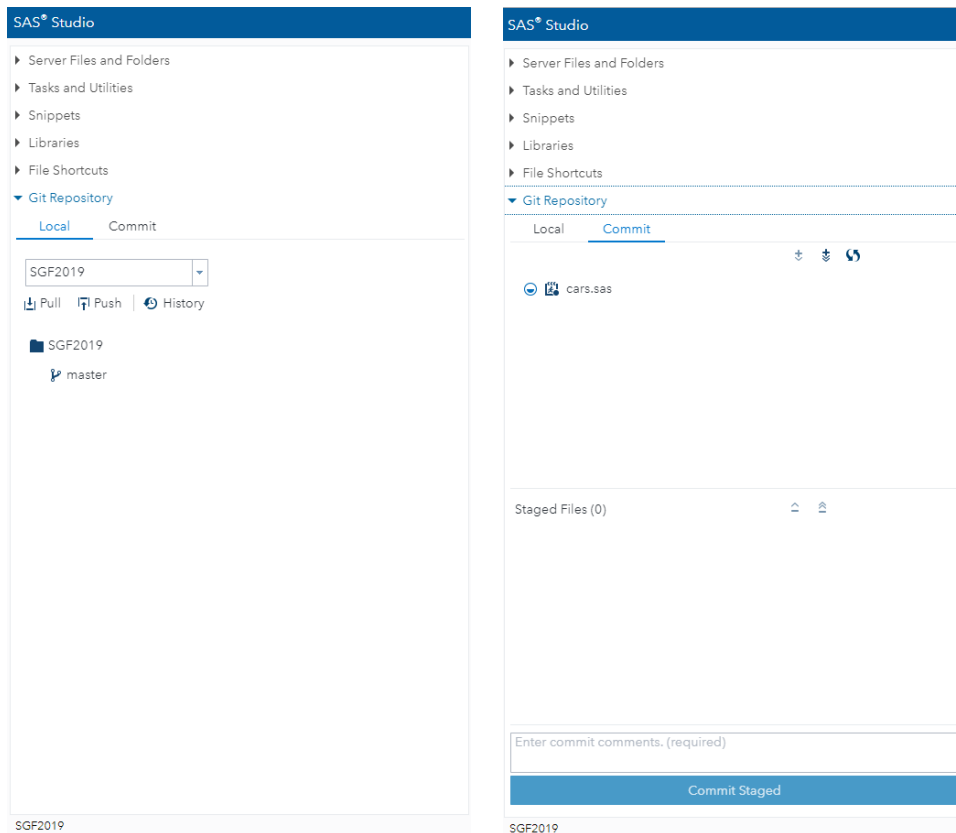 SAS® Studio
Server Files and Folders
Tasks and Utilities
Snippets
Libraries
File Shortcuts
Git Repository
Local Commit
SGF2019
Pull Push History
SGF2019
master
SGF2019
SAS® Studio
Server Files and Folders
Tasks and Utilities
Snippets
Libraries
File Shortcuts
Git Repository
Local Commit
cars.sas
Staged Files (0)
Enter commit comments. (required)
Commit Staged
SGF2019